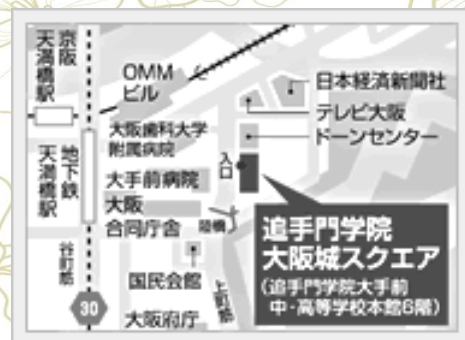 京阪
天満橋駅
OMM
ビル
日本経済新聞社
テレビ大阪
ドーンセンター
大阪歯科大学
附属病院
入口
地下鉄
天満橋駅
大手前病院
大阪
合同庁舎
陸橋
追手門学院
大阪城スクエア
(追手門学院大手前
中・高等学校本館6階)
谷町筋
国民会館
上町筋
30
大阪府庁